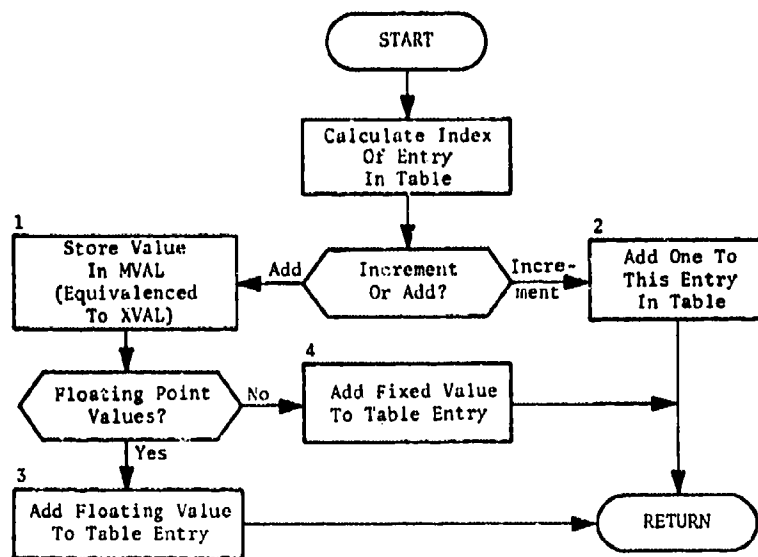 START
Calculate Index
Of Entry
In Table
1
Store Value
In MVAL
(Equivalenced
To XVAL)
Add
Increment
Or Add?
Incre-
ment
2
Add One To
This Entry
In Table
Floating Point
Values?
No
4
Add Fixed Value
To Table Entry
Yes
3
Add Floating Value
To Table Entry
RETURN